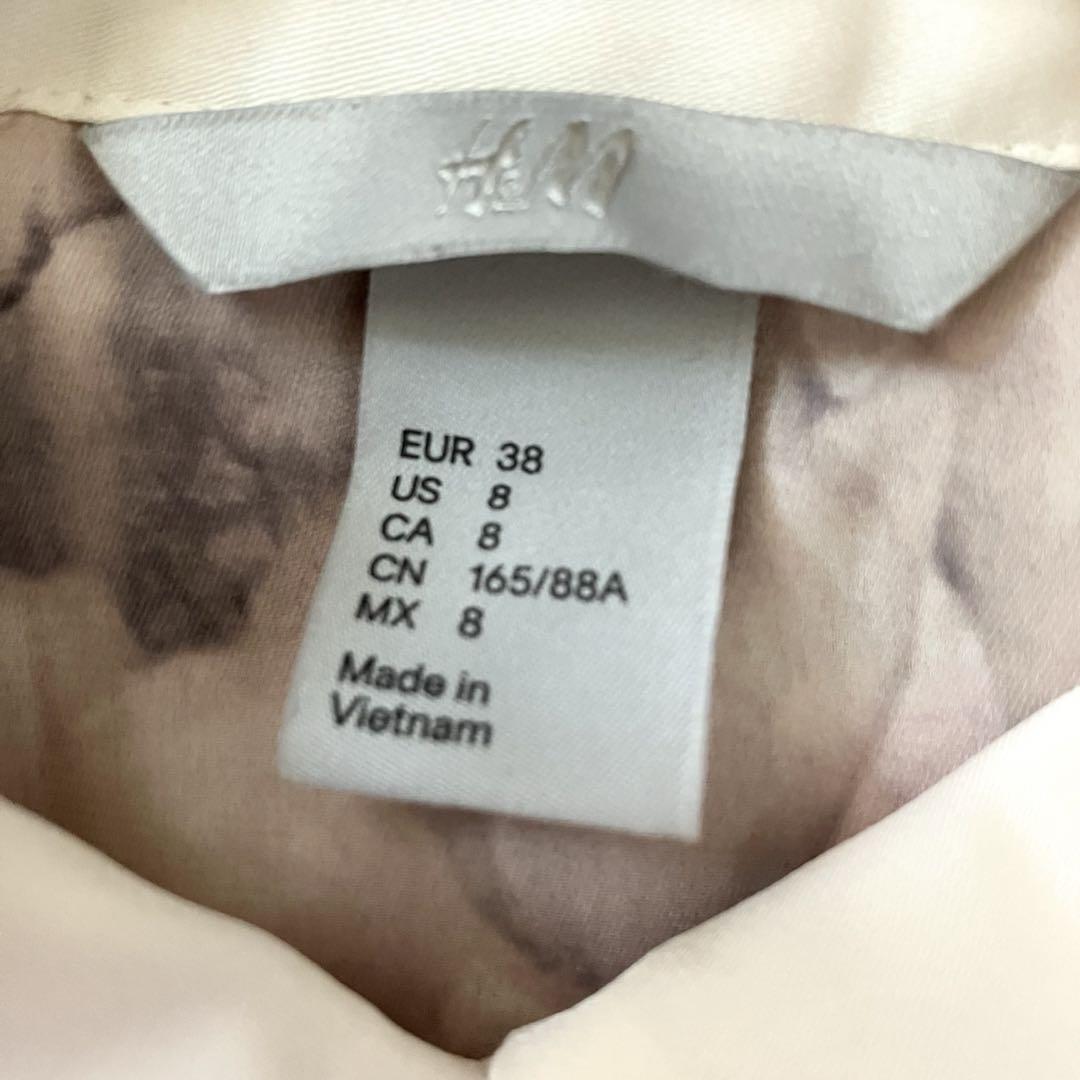 H&M
EUR 38
US 8
CA 8
CN 165/88A
MX 8
Made in
Vietnam